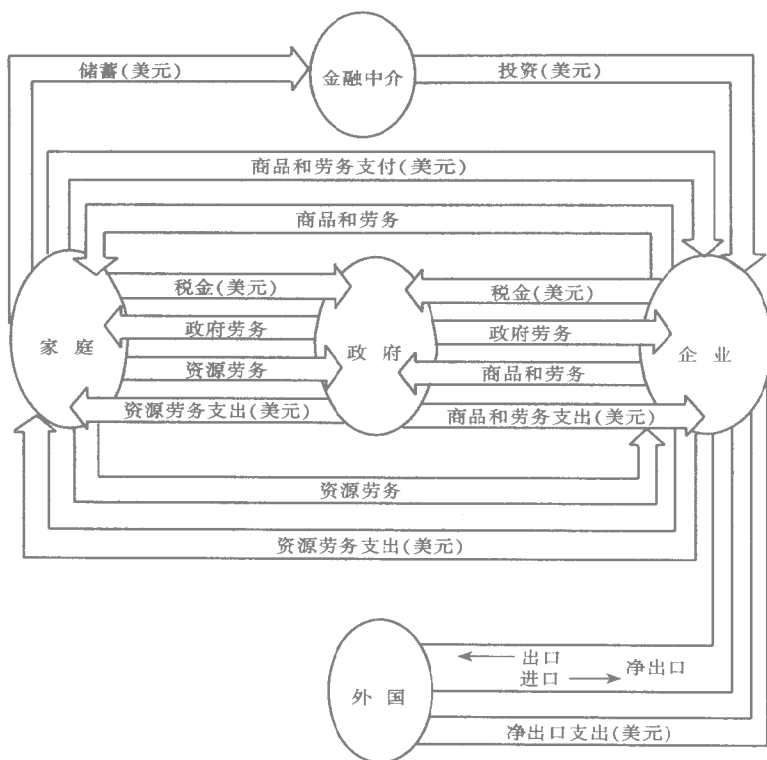 储蓄(美元)
金融中介
投资(美元)
商品和劳务支付(美元)
商品和劳务
税金(美元)
税金(美元)
政府劳务
政府劳务
家 庭
政 府
企 业
资源劳务
商品和劳务
资源劳务支出(美元)
商品和劳务支出(美元)
资源劳务
资源劳务支出(美元)
出口
净出口
进口
外 国
净出口支出(美元)